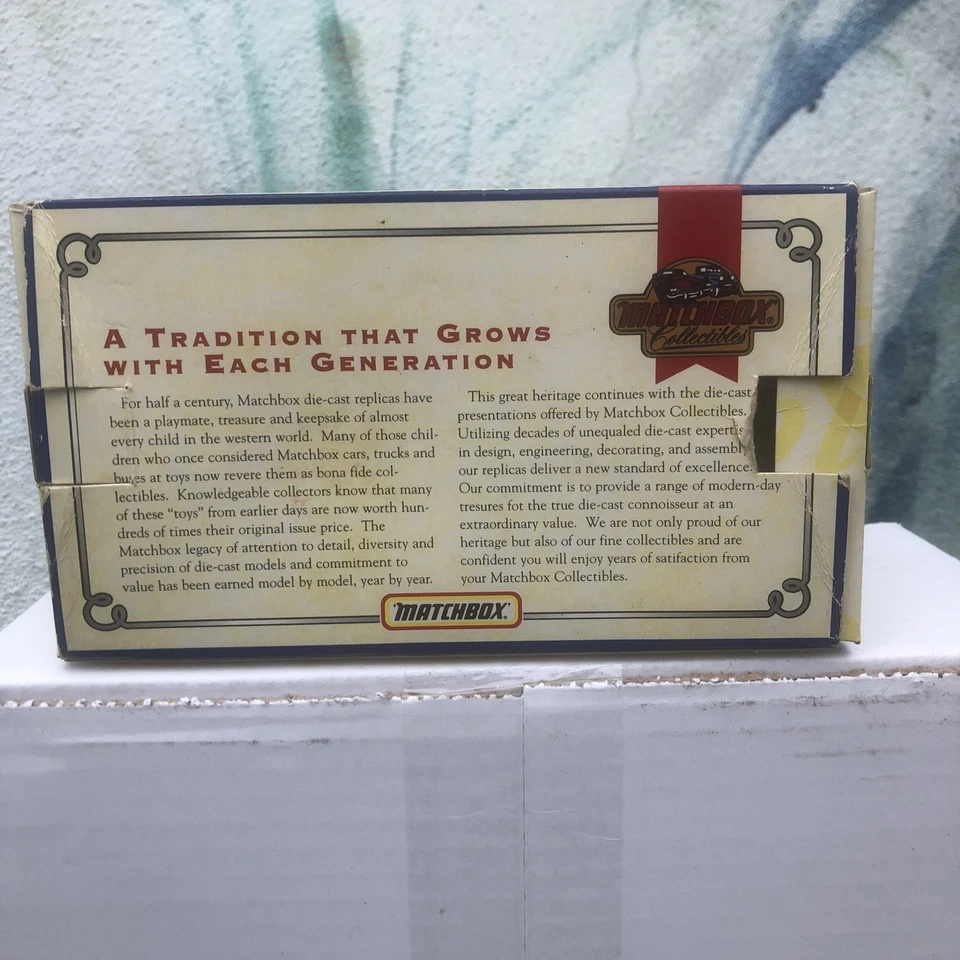 MATCHBOX®
Collectibles
A TRADITION THAT GROWS
WITH EACH GENERATION
For half a century, Matchbox die-cast replicas have
been a playmate, treasure and keepsake of almost
every child in the western world. Many of those chil-
dren who once considered Matchbox cars, trucks and
buses at toys now revere them as bona fide col-
lectibles. Knowledgeable collectors know that many
of these “toys” from earlier days are now worth hun-
dreds of times their original issue price. The
Matchbox legacy of attention to detail, diversity and
precision of die-cast models and commitment to
value has been earned model by model, year by year.
This great heritage continues with the die-cast
presentations offered by Matchbox Collectibles.
Utilizing decades of unequaled die-cast
in design, engineering, decorating, and assembly
our replicas deliver a new standard of excellence.
Our commitment is to provide a range of modern-day
tresures fot the true die-cast connoisseur at an
extraordinary value. We are not only proud of our
heritage but also of our fine collectibles and are
confident you will enjoy years of satifaction from
your Matchbox Collectibles.
"MATCHBOX"